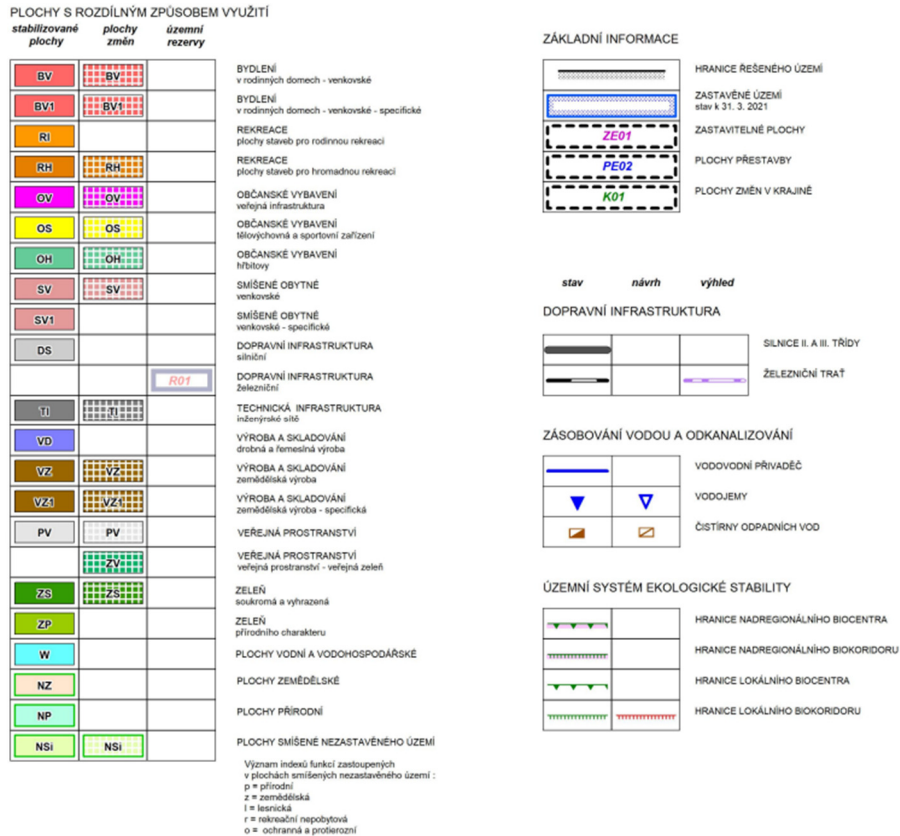 PLOCHY S ROZDÍLNÝM ZPŮSOBEM VYUŽITÍ
stabilizované plochy územní
plochy změn rezervy
BV BV BYDLENÍ
v rodinných domech - venkovské
BV1 BV1 BYDLENÍ
v rodinných domech - venkovské - specifické
RI REKREACE
plochy staveb pro rodinnou rekreaci
RH RH REKREACE
plochy staveb pro hromadnou rekreaci
OV OV OBČANSKÉ VYBAVENÍ
veřejná infrastruktura
OS OS OBČANSKÉ VYBAVENÍ
tělovýchovná a sportovní zařízení
OH OH OBČANSKÉ VYBAVENÍ
hřbitovy
SV SV SMÍŠENÉ OBYTNÉ
venkovské
SV1 SMÍŠENÉ OBYTNÉ
venkovské - specifické
DS DOPRAVNÍ INFRASTRUKTURA
silniční
R01 DOPRAVNÍ INFRASTRUKTURA
železniční
TI TI TECHNICKÁ INFRASTRUKTURA
inženýrské sítě
VD VÝROBA A SKLADOVÁNÍ
drobná a řemeslná výroba
VZ VZ VÝROBA A SKLADOVÁNÍ
zemědělská výroba
VZ1 VZ1 VÝROBA A SKLADOVÁNÍ
zemědělská výroba - specifická
PV PV VEŘEJNÁ PROSTRANSTVÍ
ZV VEŘEJNÁ PROSTRANSTVÍ
veřejná prostranství - veřejná zeleň
ZS ZS ZELEŇ
soukromá a vyhrazená
ZP ZELEŇ
přírodního charakteru
W PLOCHY VODNÍ A VODOHOSPODÁŘSKÉ
NZ PLOCHY ZEMĚDĚLSKÉ
NP PLOCHY PŘÍRODNÍ
NSi NSi PLOCHY SMÍŠENÉ NEZASTAVĚNÉHO ÚZEMÍ
Význam indexů funkcí zastoupených
v plochách smíšených nezastavěného území :
p = přírodní
z = zemědělská
l = lesnická
r = rekreační nepobytová
o = ochranná a protierozní
ZÁKLADNÍ INFORMACE
HRANICE ŘEŠENÉHO ÚZEMÍ
ZASTAVĚNÉ ÚZEMÍ
stav k 31. 3. 2021
ZE01 ZASTAVITELNÉ PLOCHY
PE02 PLOCHY PŘESTAVBY
K01 PLOCHY ZMĚN V KRAJINĚ
stav návrh výhled
DOPRAVNÍ INFRASTRUKTURA
SILNICE II. A III. TŘÍDY
ŽELEZNIČNÍ TRAŤ
ZÁSOBOVÁNÍ VODOU A ODKANALIZOVÁNÍ
VODOVODNÍ PŘIVADĚČ
VODOJEMY
ČISTÍRNY ODPADNÍCH VOD
ÚZEMNÍ SYSTÉM EKOLOGICKÉ STABILITY
HRANICE NADREGIONÁLNÍHO BIOCENTRA
HRANICE NADREGIONÁLNÍHO BIOKORIDORU
HRANICE LOKÁLNÍHO BIOCENTRA
HRANICE LOKÁLNÍHO BIOKORIDORU